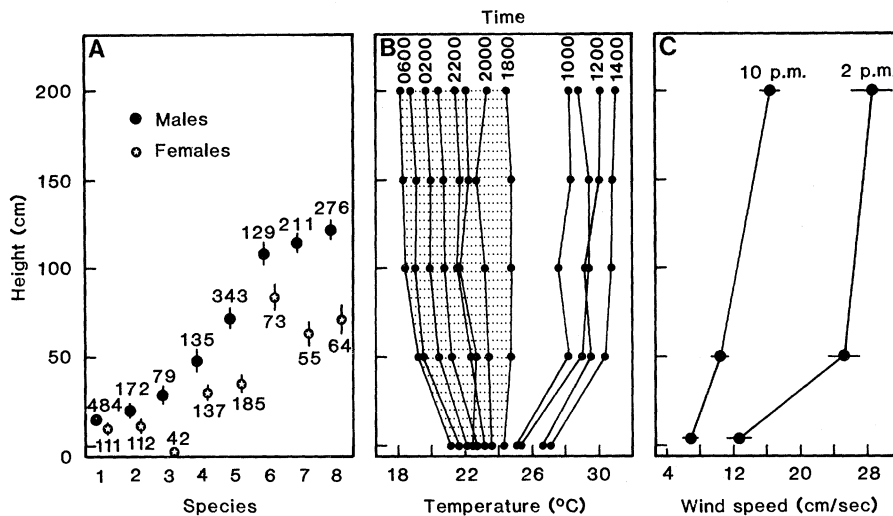 Time
A
B
C
0600
0200
2200
2000
1800
1000
1200
1400
10 p.m.
2 p.m.
Males
Females
Height (cm)
200
150
100
50
0
484
172
79
135
343
129
211
276
111
112
42
137
185
73
55
64
1 2 3 4 5 6 7 8
Species
18 22 26 30
Temperature (ºC)
4 12 20 28
Wind speed (cm/sec)